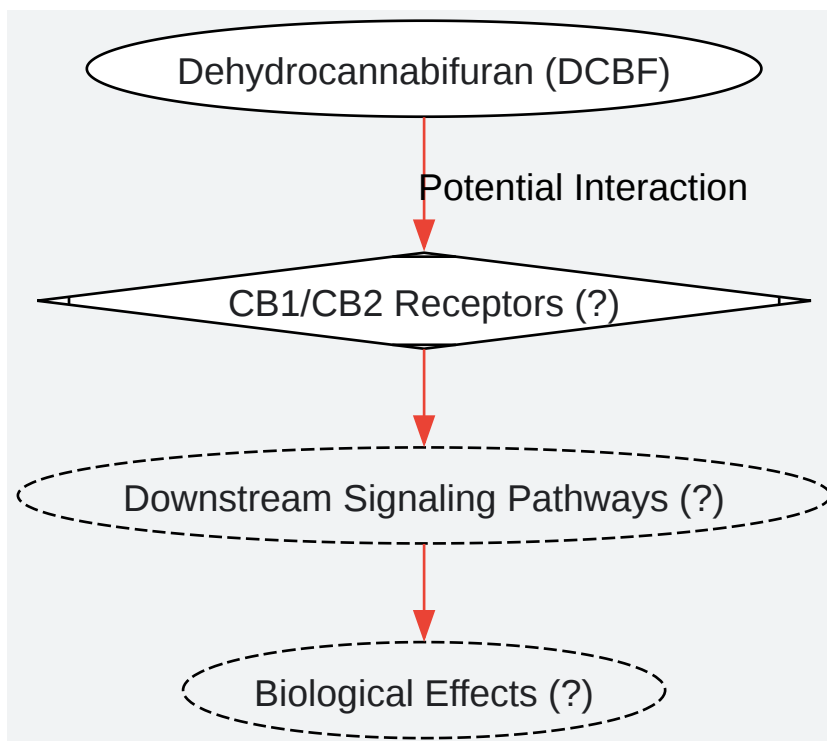 Dehydrocannabifuran (DCBF)
Potential Interaction
CB1/CB2 Receptors (?)
Downstream Signaling Pathways (?)
Biological Effects (?)